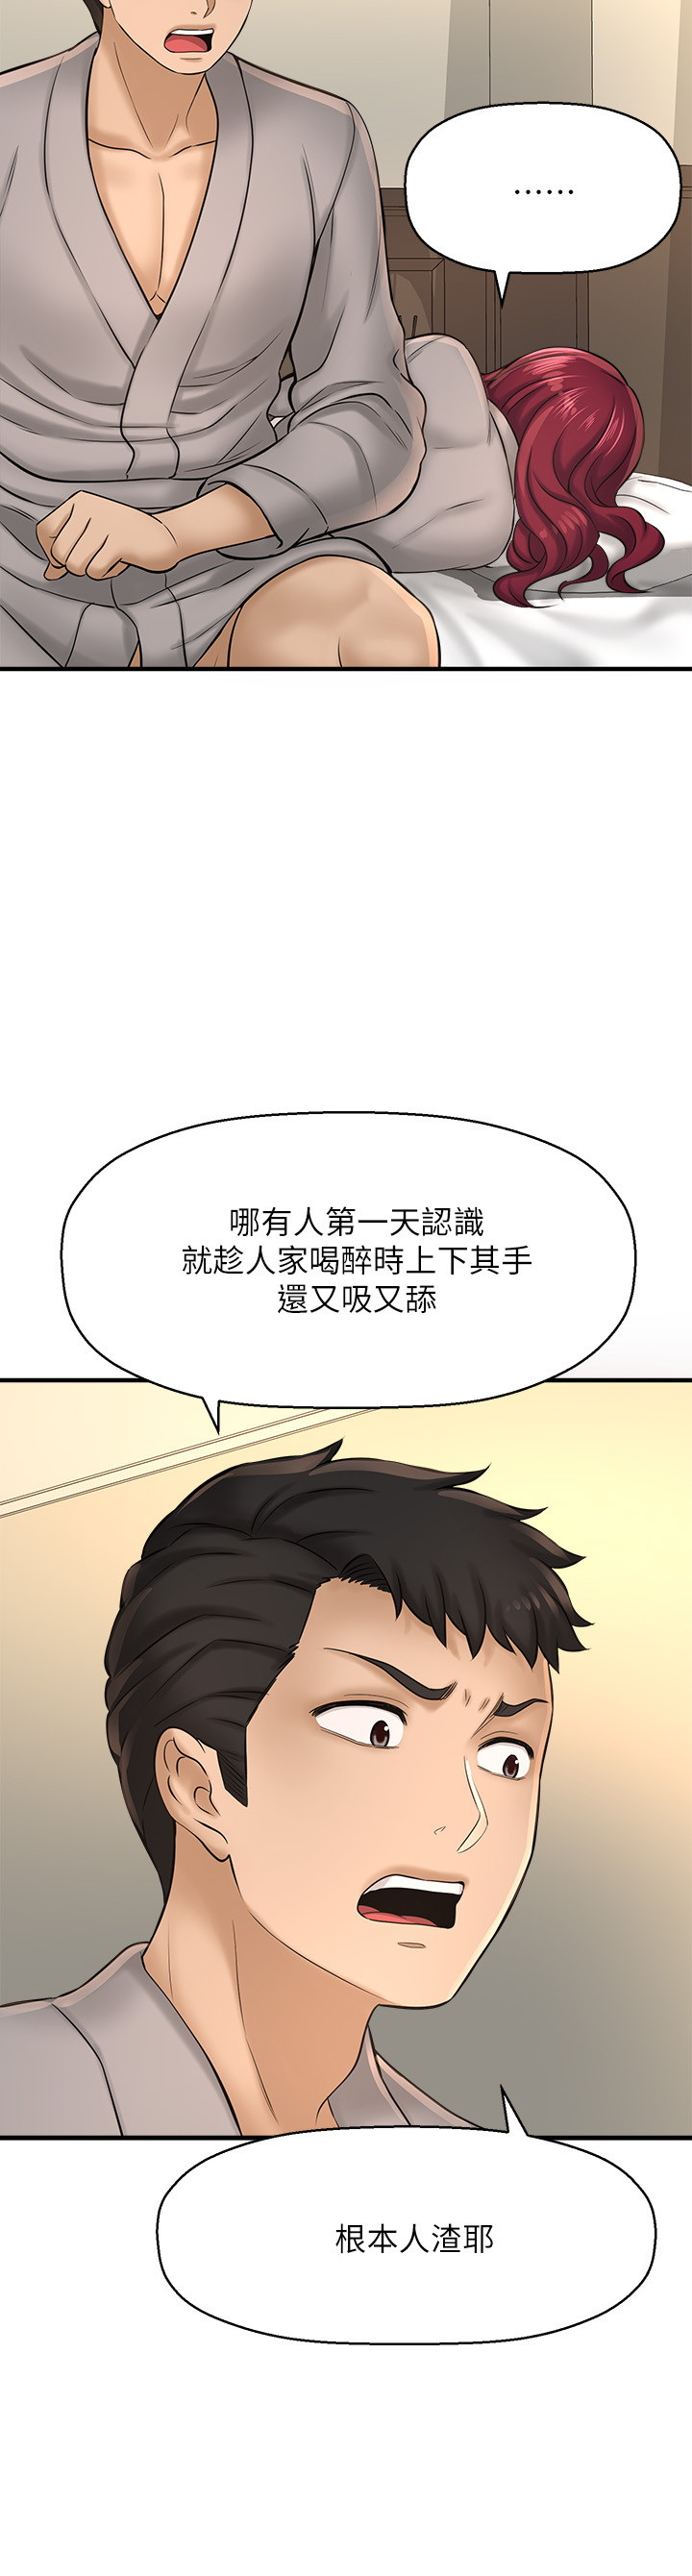 ……
哪有人第一天認識
就趁人家喝醉時上下其手
還又吸又舔
根本人渣耶